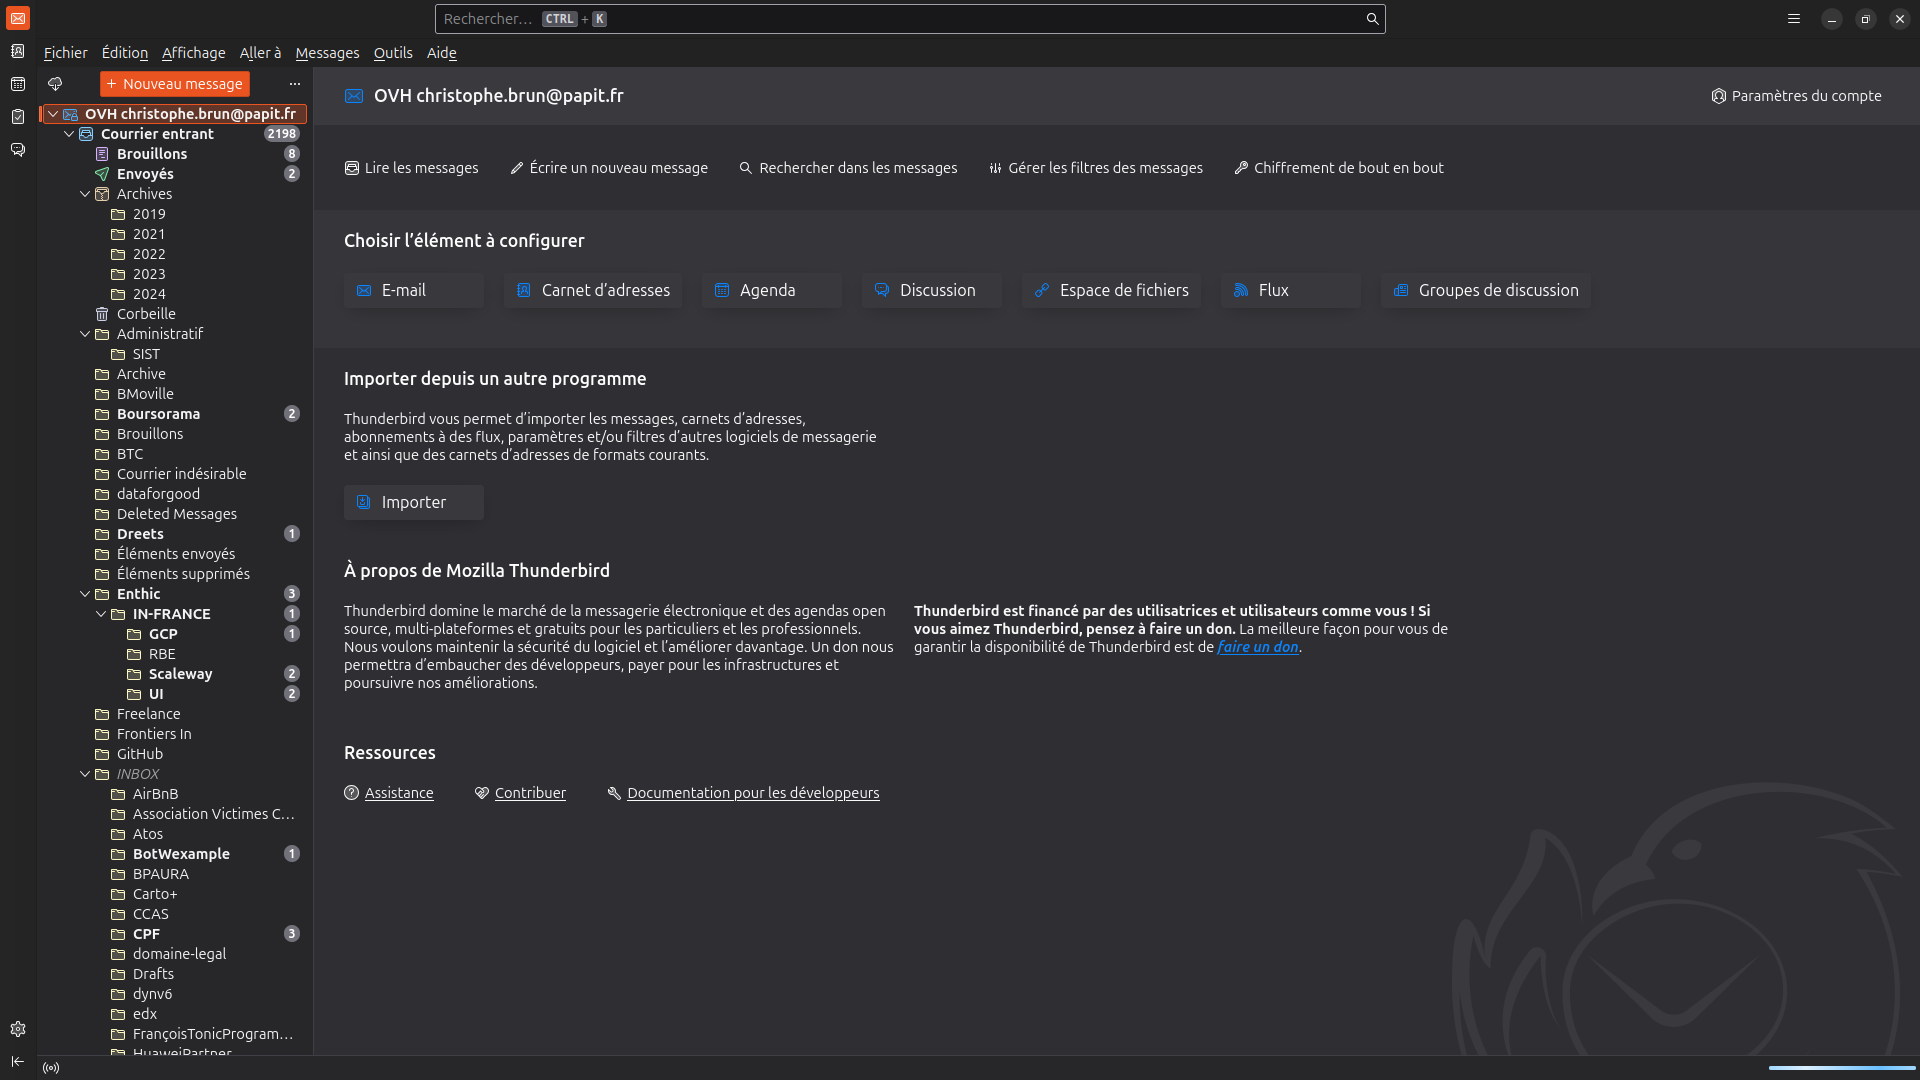 Rechercher… CTRL + K
Fichier Édition Affichage Aller à Messages Outils Aide
+ Nouveau message
OVH christophe.brun@papit.fr
Courrier entrant 2198
Brouillons 8
Envoyés 2
Archives
2019
2021
2022
2023
2024
Corbeille
Administratif
SIST
Archive
BMoville
Boursorama 2
Brouillons
BTC
Courrier indésirable
dataforgood
Deleted Messages
Dreets 1
Éléments envoyés
Éléments supprimés
Enthic 3
IN-FRANCE 1
GCP 1
RBE
Scaleway 2
UI 2
Freelance
Frontiers In
GitHub
INBOX
AirBnB
Association Victimes C…
Atos
BotWexample 1
BPAURA
Carto+
CCAS
CPF 3
domaine-legal
Drafts
dynv6
edx
FrançoisTonicProgram…
HuaweiPartner
OVH christophe.brun@papit.fr
Paramètres du compte
Lire les messages Écrire un nouveau message Rechercher dans les messages Gérer les filtres des messages Chiffrement de bout en bout
Choisir l’élément à configurer
E-mail Carnet d’adresses Agenda Discussion Espace de fichiers Flux Groupes de discussion
Importer depuis un autre programme
Thunderbird vous permet d’importer les messages, carnets d’adresses,
abonnements à des flux, paramètres et/ou filtres d’autres logiciels de messagerie
et ainsi que des carnets d’adresses de formats courants.
Importer
À propos de Mozilla Thunderbird
Thunderbird domine le marché de la messagerie électronique et des agendas open
source, multi-plateformes et gratuits pour les particuliers et les professionnels.
Nous voulons maintenir la sécurité du logiciel et l’améliorer davantage. Un don nous
permettra d’embaucher des développeurs, payer pour les infrastructures et
poursuivre nos améliorations.
Thunderbird est financé par des utilisatrices et utilisateurs comme vous ! Si
vous aimez Thunderbird, pensez à faire un don. La meilleure façon pour vous de
garantir la disponibilité de Thunderbird est de faire un don.
Ressources
Assistance Contribuer Documentation pour les développeurs